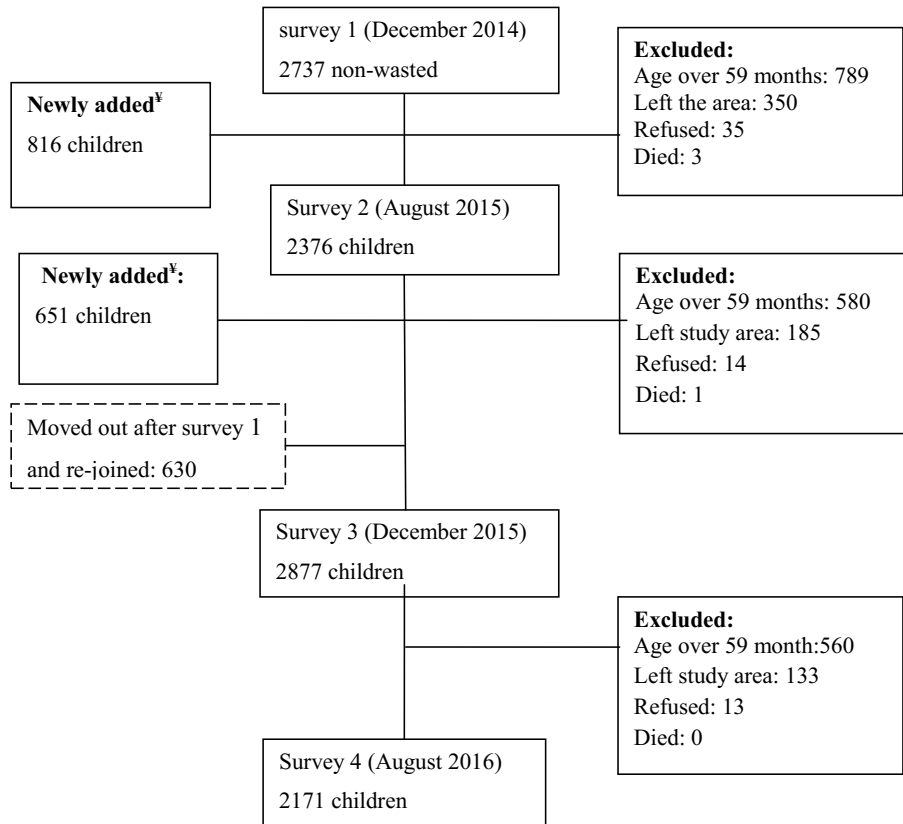 survey 1 (December 2014)
2737 non-wasted
Excluded:
Age over 59 months: 789
Left the area: 350
Refused: 35
Died: 3
Newly added¥
816 children
Survey 2 (August 2015)
2376 children
Newly added¥:
651 children
Excluded:
Age over 59 months: 580
Left study area: 185
Refused: 14
Died: 1
Moved out after survey 1
and re-joined: 630
Survey 3 (December 2015)
2877 children
Excluded:
Age over 59 month:560
Left study area: 133
Refused: 13
Died: 0
Survey 4 (August 2016)
2171 children